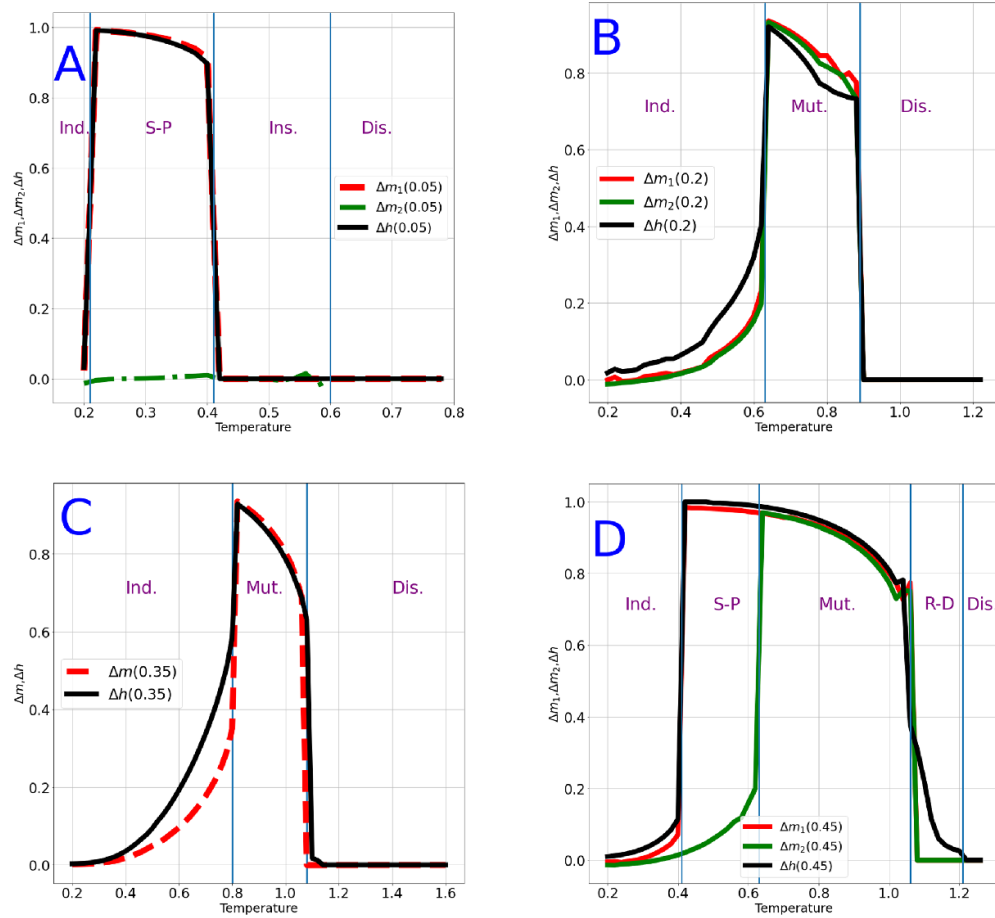 A
1.0
0.8
0.6
0.4
0.2
0.0
Δm₁,Δm₂,Δh
Ind.
S-P
Ins.
Dis.
Δm₁(0.05)
Δm₂(0.05)
Δh(0.05)
0.2
0.3
0.4
0.5
0.6
0.7
0.8
Temperature
B
0.8
0.6
0.4
0.2
0.0
Δm₁,Δm₂,Δh
Ind.
Mut.
Dis.
Δm₁(0.2)
Δm₂(0.2)
Δh(0.2)
0.2
0.4
0.6
0.8
1.0
1.2
Temperature
C
0.8
0.6
0.4
0.2
0.0
Δm,Δh
Ind.
Mut.
Dis.
Δm(0.35)
Δh(0.35)
0.2
0.4
0.6
0.8
1.0
1.2
1.4
1.6
Temperature
D
1.0
0.8
0.6
0.4
0.2
0.0
Δm₁,Δm₂,Δh
Ind.
S-P
Mut.
R-D
Dis
Δm₁(0.45)
Δm₂(0.45)
Δh(0.45)
0.2
0.4
0.6
0.8
1.0
1.2
Temperature